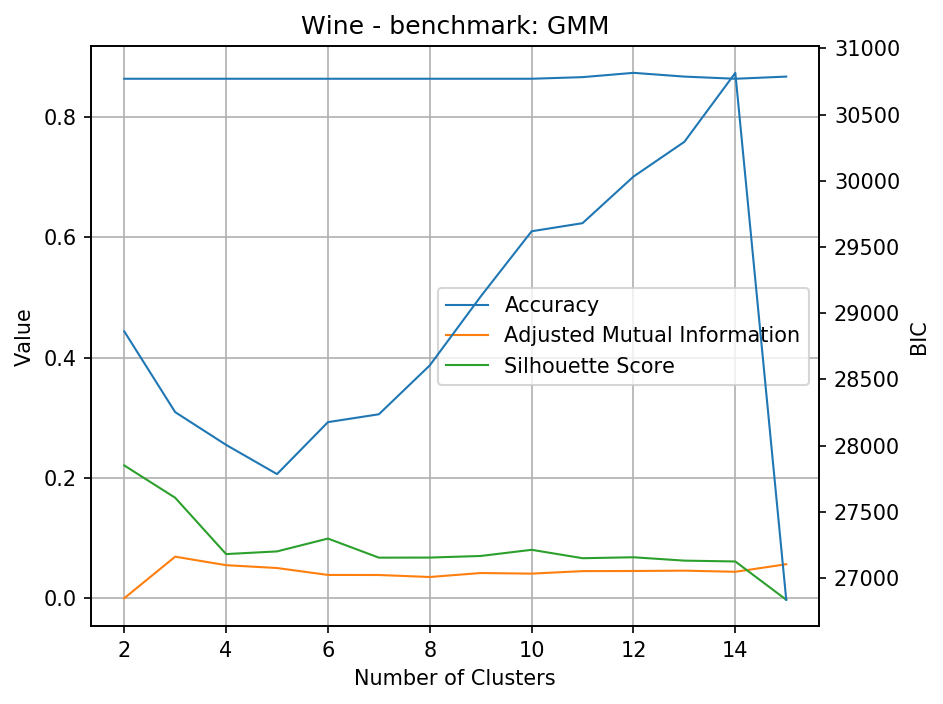 Wine - benchmark: GMM
Value
0.8
0.6
0.4
0.2
0.0
31000
30500
30000
29500
29000
28500
28000
27500
27000
BIC
Accuracy
Adjusted Mutual Information
Silhouette Score
2 4 6 8 10 12 14
Number of Clusters